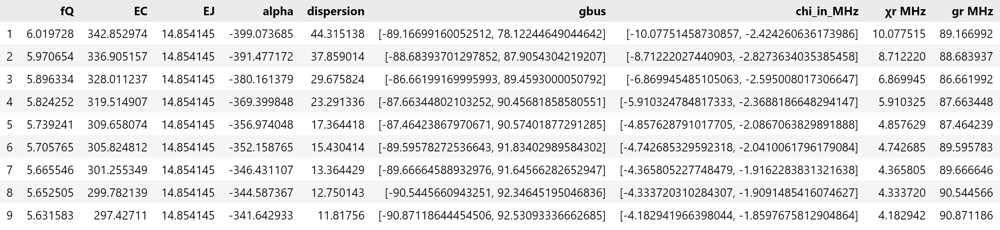 fQ EC EJ alpha dispersion gbus chi_in_MHz χr MHz gr MHz
1 6.019728 342.852974 14.854145 -399.073685 44.315138 [-89.16699160052512, 78.12244649044642] [-10.07751458730857, -2.424260636173986] 10.077515 89.166992
2 5.970654 336.905157 14.854145 -391.477172 37.859014 [-88.68393701297852, 87.9054304219207] [-8.71222027440903, -2.8273634035385458] 8.712220 88.683937
3 5.896334 328.011237 14.854145 -380.161379 29.675824 [-86.66199169995993, 89.4593000050792] [-6.869945485105063, -2.595008017306647] 6.869945 86.661992
4 5.824252 319.514907 14.854145 -369.399848 23.291336 [-87.66344802103252, 90.45681858580551] [-5.910324784817333, -2.3688186648294147] 5.910325 87.663448
5 5.739241 309.658074 14.854145 -356.974048 17.364418 [-87.46423867970671, 90.57401877291285] [-4.857628791017705, -2.0867063829891888] 4.857629 87.464239
6 5.705765 305.824812 14.854145 -352.158765 15.430414 [-89.59578272536643, 91.83402989584302] [-4.742685329592318, -2.0410061796179084] 4.742685 89.595783
7 5.665546 301.255349 14.854145 -346.431107 13.364429 [-89.66664588932976, 91.64566282652947] [-4.365805227748479, -1.9162283831321638] 4.365805 89.666646
8 5.652505 299.782139 14.854145 -344.587367 12.750143 [-90.5445660943251, 92.34645195046836] [-4.333720310284307, -1.9091485416074627] 4.333720 90.544566
9 5.631583 297.42711 14.854145 -341.642933 11.81756 [-90.87118644454506, 92.53093336662685] [-4.182941966398044, -1.8597675812904864] 4.182942 90.871186